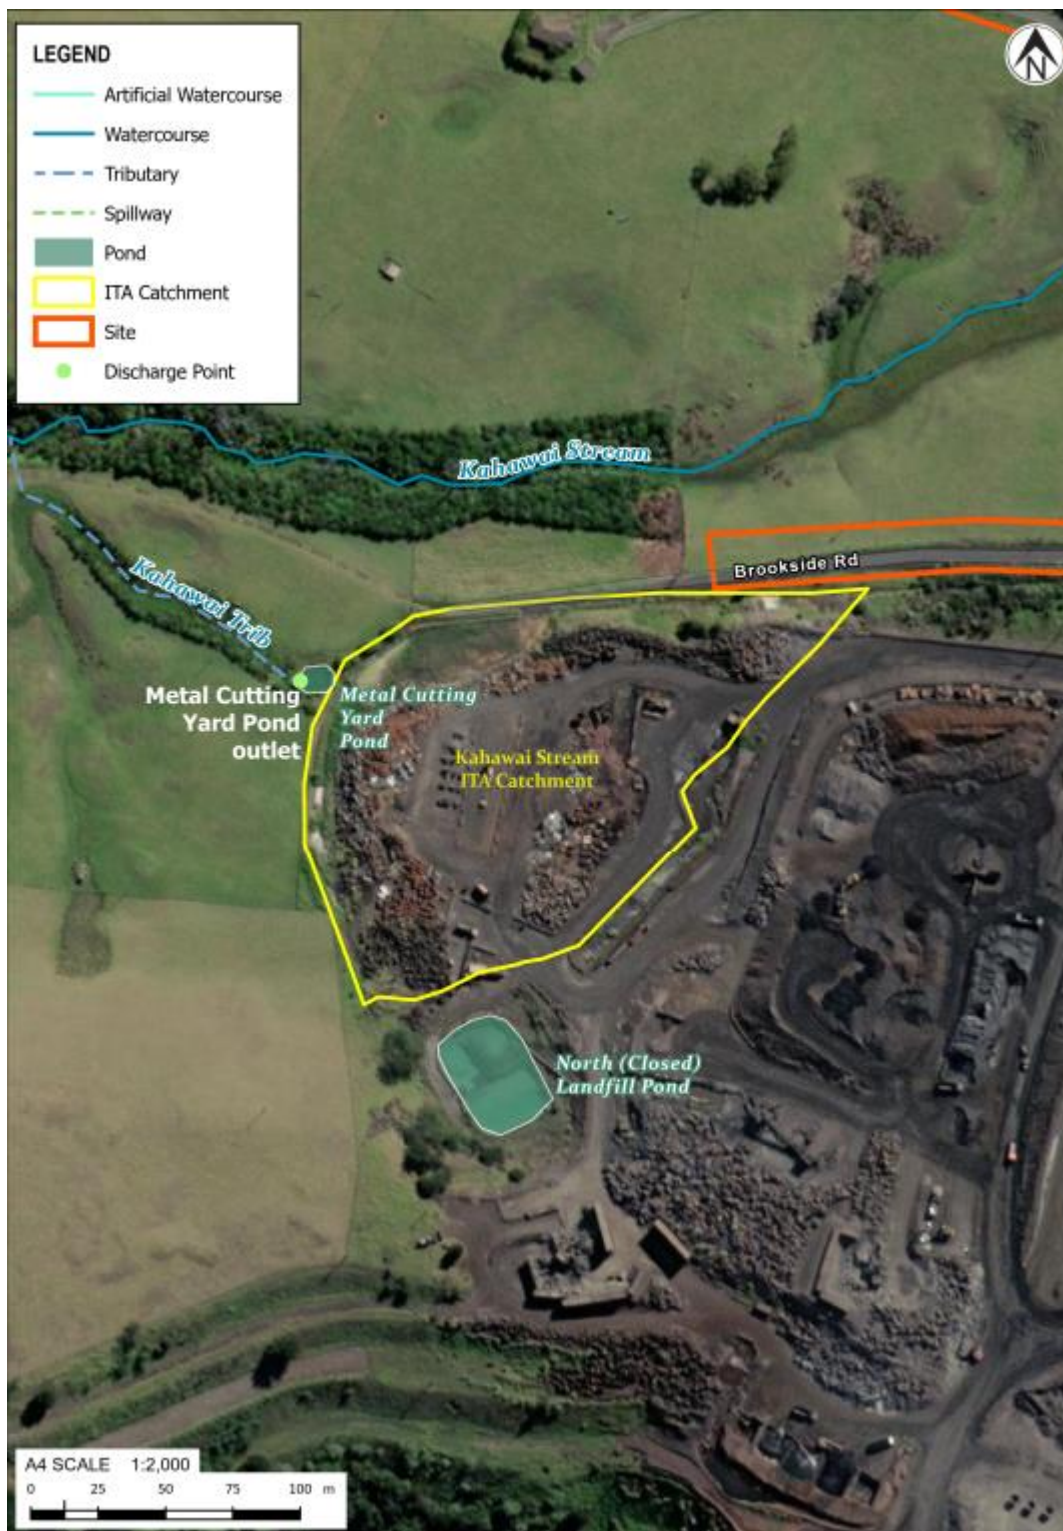 LEGEND
Artificial Watercourse
Watercourse
Tributary
Spillway
Pond
ITA Catchment
Site
Discharge Point
N
Kahawai Stream
Brookside Rd
Kahawai Trib
Metal Cutting
Yard Pond
outlet
Metal Cutting
Yard
Pond
Kahawai Stream
ITA Catchment
North (Closed)
Landfill Pond
A4 SCALE 1:2,000
0 25 50 75 100 m